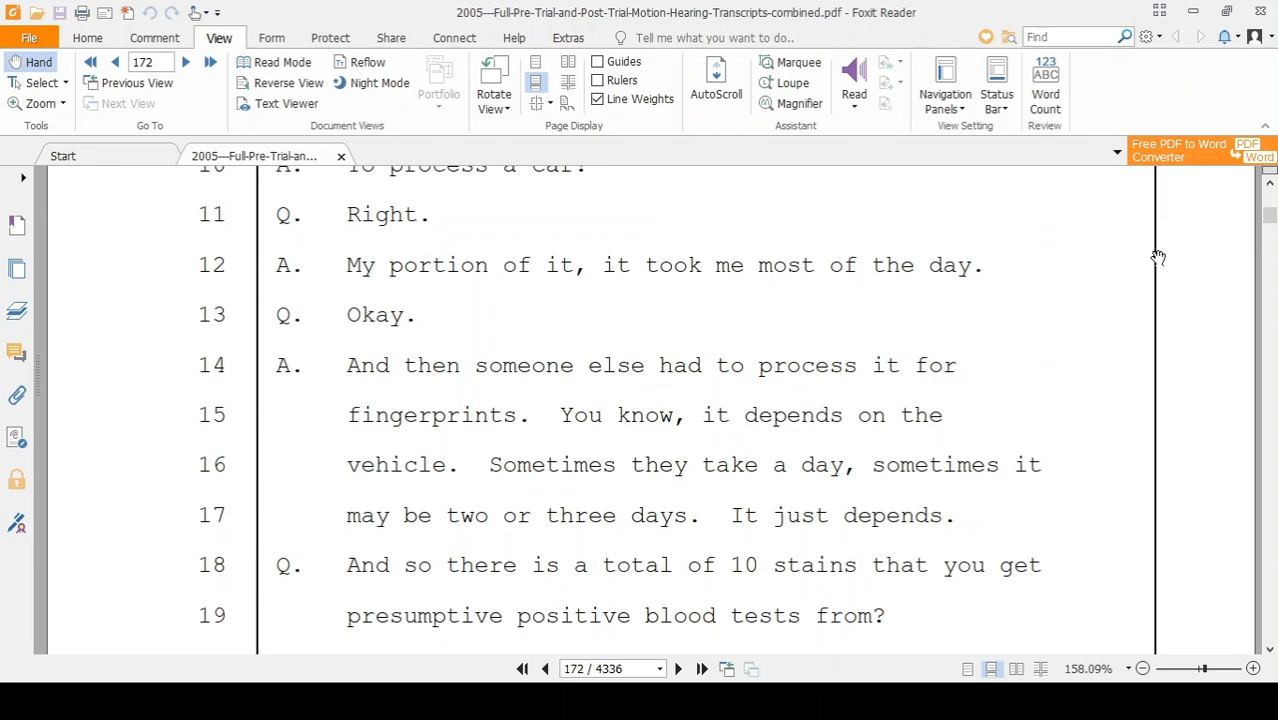 2005---Full-Pre-Trial-and-Post-Trial-Motion-Hearing-Transcripts-combined.pdf - Foxit Reader
File Home Comment View Form Protect Share Connect Help Extras Tell me what you want to do.. Find
Hand 172 Read Mode Reflow Guides Marquee
Select Previous View Reverse View Night Mode Rulers Loupe
Zoom Next View Text Viewer Portfolio Rotate View Line Weights AutoScroll Magnifier Read Navigation Panels Status Bar 123 ABC Word Count
Tools Go To Document Views Page Display Assistant View Setting Review
Start 2005---Full-Pre-Trial-an... Free PDF to Word Converter PDF Word
10 A. To process a car?
11 Q. Right.
12 A. My portion of it, it took me most of the day.
13 Q. Okay.
14 A. And then someone else had to process it for
15 fingerprints. You know, it depends on the
16 vehicle. Sometimes they take a day, sometimes it
17 may be two or three days. It just depends.
18 Q. And so there is a total of 10 stains that you get
19 presumptive positive blood tests from?
172 / 4336 158.09%